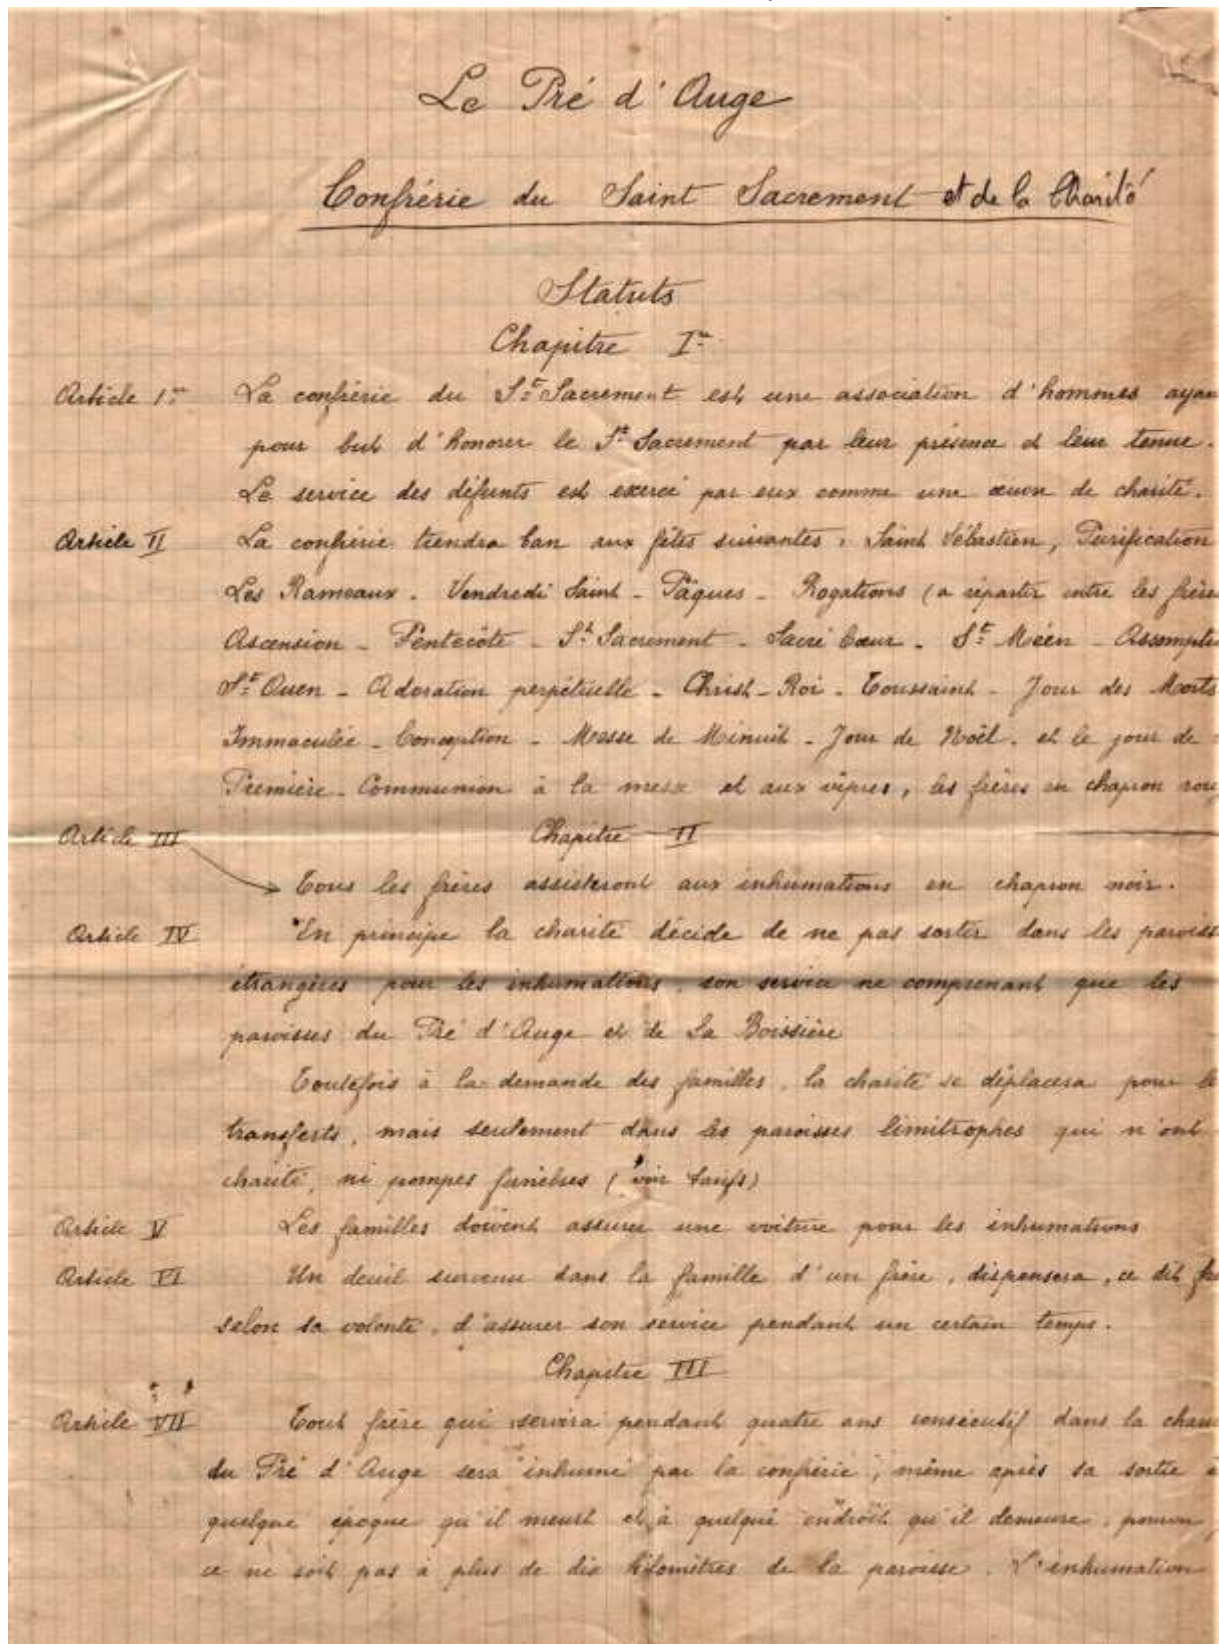 Le Pré d'Auge
Confrérie du Saint Sacrement et de la Charité
Statuts
Chapitre Ier
Article 1er La confrérie du St Sacrement est une association d'hommes ayan
pour but d'honorer le St Sacrement par leur présence et leur tenue.
Le service des défunts est exercé par eux comme une œuvre de charité.
Article II La confrérie tiendra ban aux fêtes suivantes : Saint Sébastien, Purification
Les Rameaux - Vendredi Saint - Pâques - Rogations (a répartir entre les frère
Ascension - Pentecôte - St Sacrement - Sacré Cœur - St Méen - Assompti
St Ouen - Adoration perpétuelle - Christ-Roi - Toussaint - Jour des Morts
Immaculée - Conception - Messe de Minuit - Jour de Noël. et le jour de
Première - Communion à la messe et aux vêpres, les frères en chapron rou
Article III Chapitre II
Tous les frères assisteront aux inhumations en chapron noir.
Article IV En principe la charité décide de ne pas sortir dans les paroiss
étrangères pour les inhumations, son service ne comprenant que les
paroisses du Pré d'Auge et de La Boissière
Toutefois à la demande des familles, la charité se déplacera pour le
transferts, mais seulement dans les paroisses limitrophes qui n'ont
charité, ni pompes funèbres (voir tarifs)
Article V Les familles doivent assurer une voiture pour les inhumations
Article VI Un deuil survenu dans la famille d'un frère, dispensera, ce dit frè
selon sa volonté, d'assurer son service pendant un certain temps.
Chapitre III
Article VII Tout frère qui servira pendant quatre ans consécutif dans la char
du Pré d'Auge sera inhumé par la confrérie, même après sa sortie à
quelque époque qu'il meurt et à quelque endroit qu'il demeure, pourvu
ce ne soit pas à plus de dix kilomètres de la paroisse. L'inhumation